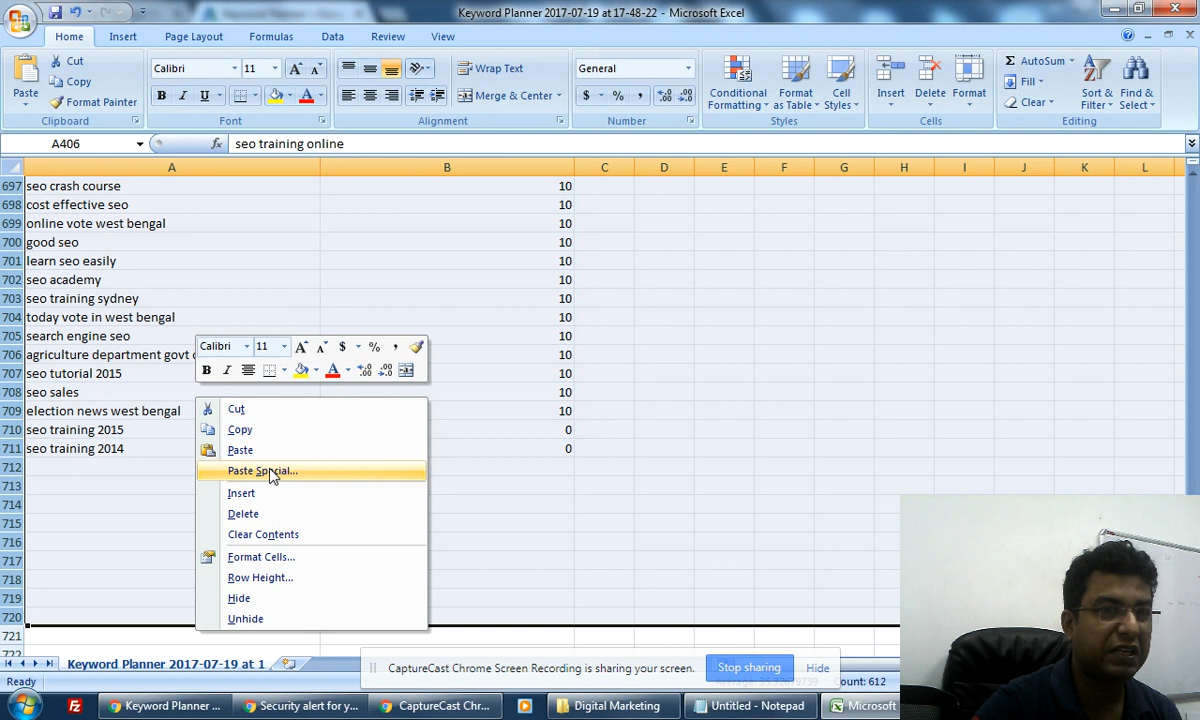 Keyword Planner 2017-07-19 at 17-48-22 - Microsoft Excel
Home Insert Page Layout Formulas Data Review View
Paste Cut Copy Format Painter Clipboard
Calibri 11 B I U A Font
Wrap Text Merge & Center Alignment
General $ % , Number
Conditional Formatting Format as Table Cell Styles Styles
Insert Delete Format Cells
Σ AutoSum Fill Clear Sort & Filter Find & Select Editing
A406 fx seo training online
A B C D E F G H I J K L
697 seo crash course 10
698 cost effective seo 10
699 online vote west bengal 10
700 good seo 10
701 learn seo easily 10
702 seo academy 10
703 seo training sydney 10
704 today vote in west bengal 10
705 search engine seo 10
706 agriculture department govt 10
707 seo tutorial 2015 10
708 seo sales 10
709 election news west bengal 10
710 seo training 2015 0
711 seo training 2014 0
712
713
714
715
716
717
718
719
720
721
722
Calibri 11 A A $ % ,
B I A
Cut
Copy
Paste
Paste Special...
Insert
Delete
Clear Contents
Format Cells...
Row Height...
Hide
Unhide
Keyword Planner 2017-07-19 at 1
CaptureCast Chrome Screen Recording is sharing your screen. Stop sharing Hide
Ready Count: 612
Keyword Planner ... Security alert for y... CaptureCast Chr... Digital Marketing Untitled - Notepad Microsoft